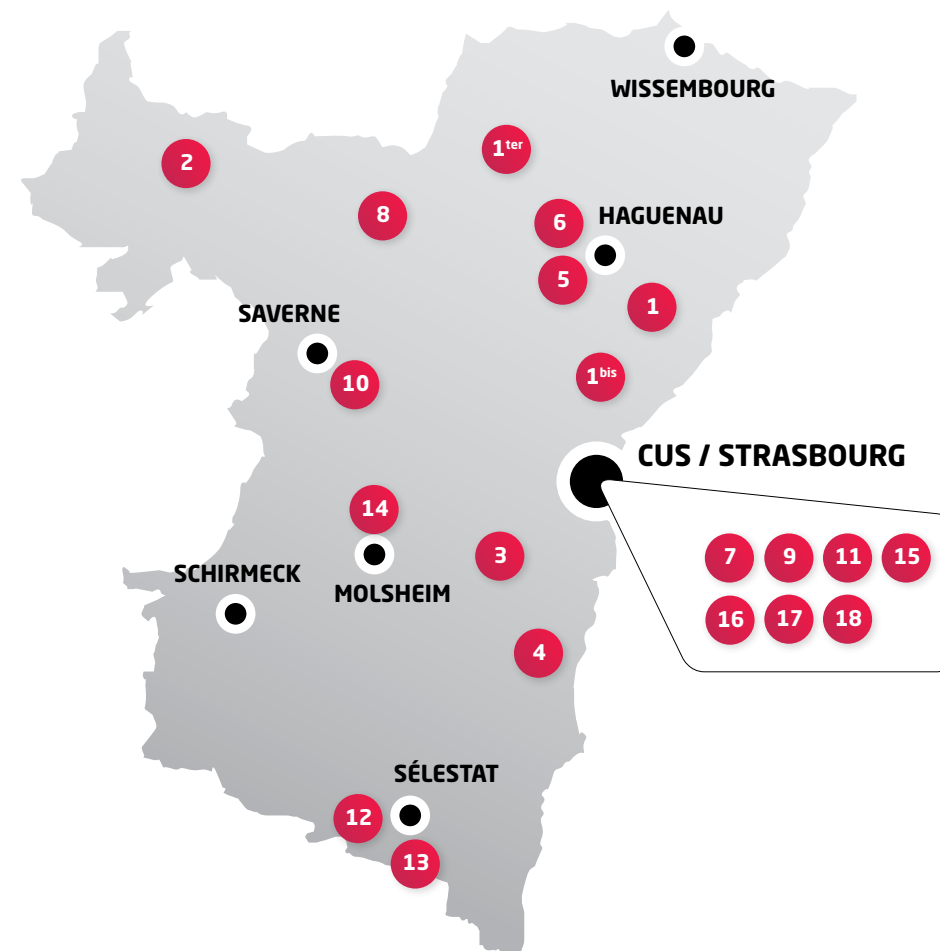 WISSEMBOURG
1ter
2
8
6
HAGUENAU
5
1
SAVERNE
10
1bis
CUS / STRASBOURG
14
3
7 9 11 15
SCHIRMECK
MOLSHEIM
16 17 18
4
SÉLESTAT
12
13